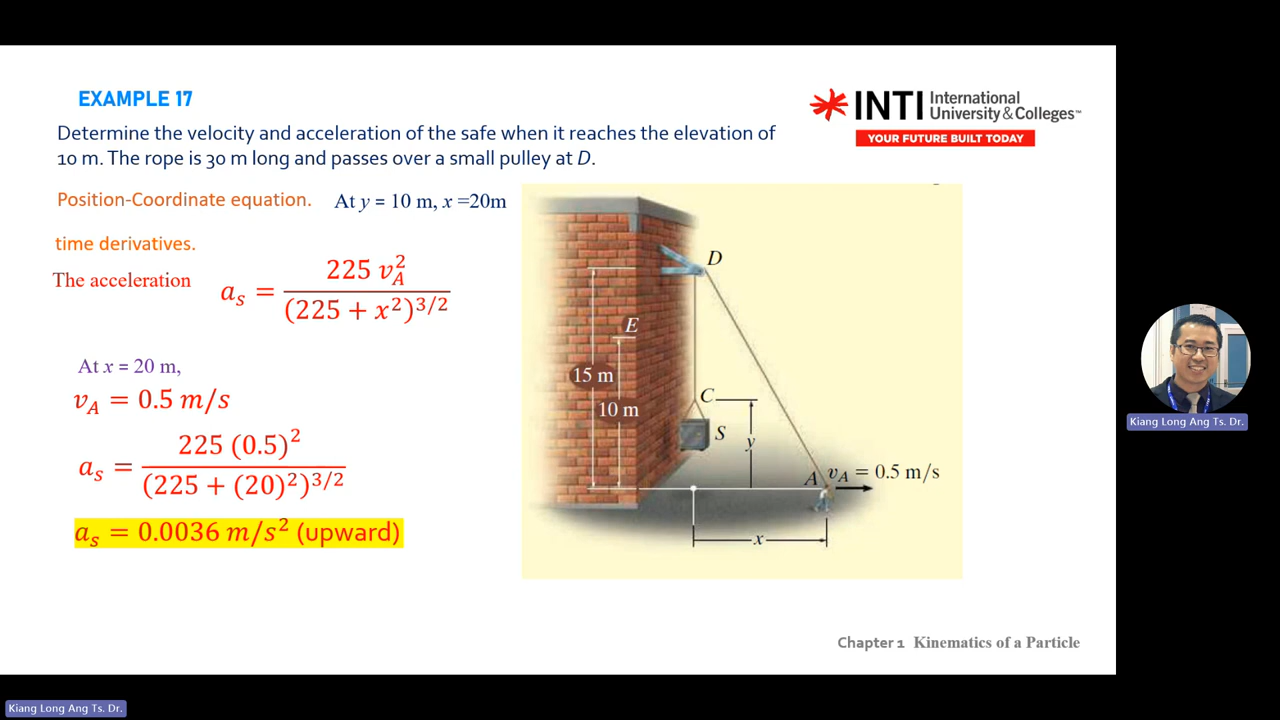 EXAMPLE 17
INTI International University & Colleges™
YOUR FUTURE BUILT TODAY
Determine the velocity and acceleration of the safe when it reaches the elevation of
10 m. The rope is 30 m long and passes over a small pulley at D.
Position-Coordinate equation. At y = 10 m, x =20m
time derivatives.
The acceleration a_s = 225 v_A^2 / (225 + x^2)^3/2
At x = 20 m,
v_A = 0.5 m/s
a_s = 225 (0.5)^2 / (225 + (20)^2)^3/2
a_s = 0.0036 m/s^2 (upward)
D
E
15 m
10 m
C
S
y
A v_A = 0.5 m/s
x
Chapter 1 Kinematics of a Particle
Kiang Long Ang Ts. Dr.
Kiang Long Ang Ts. Dr.